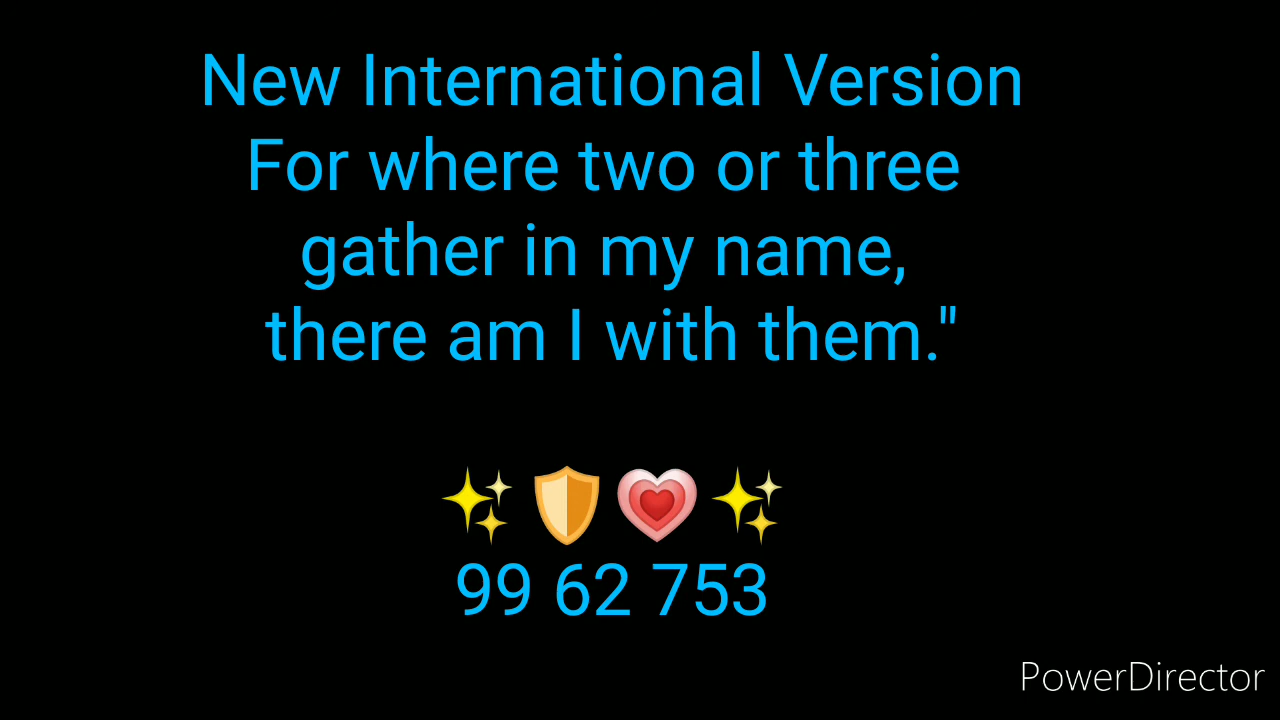 New International Version
For where two or three
gather in my name,
there am I with them."
✨🛡️💗✨
99 62 753
PowerDirector